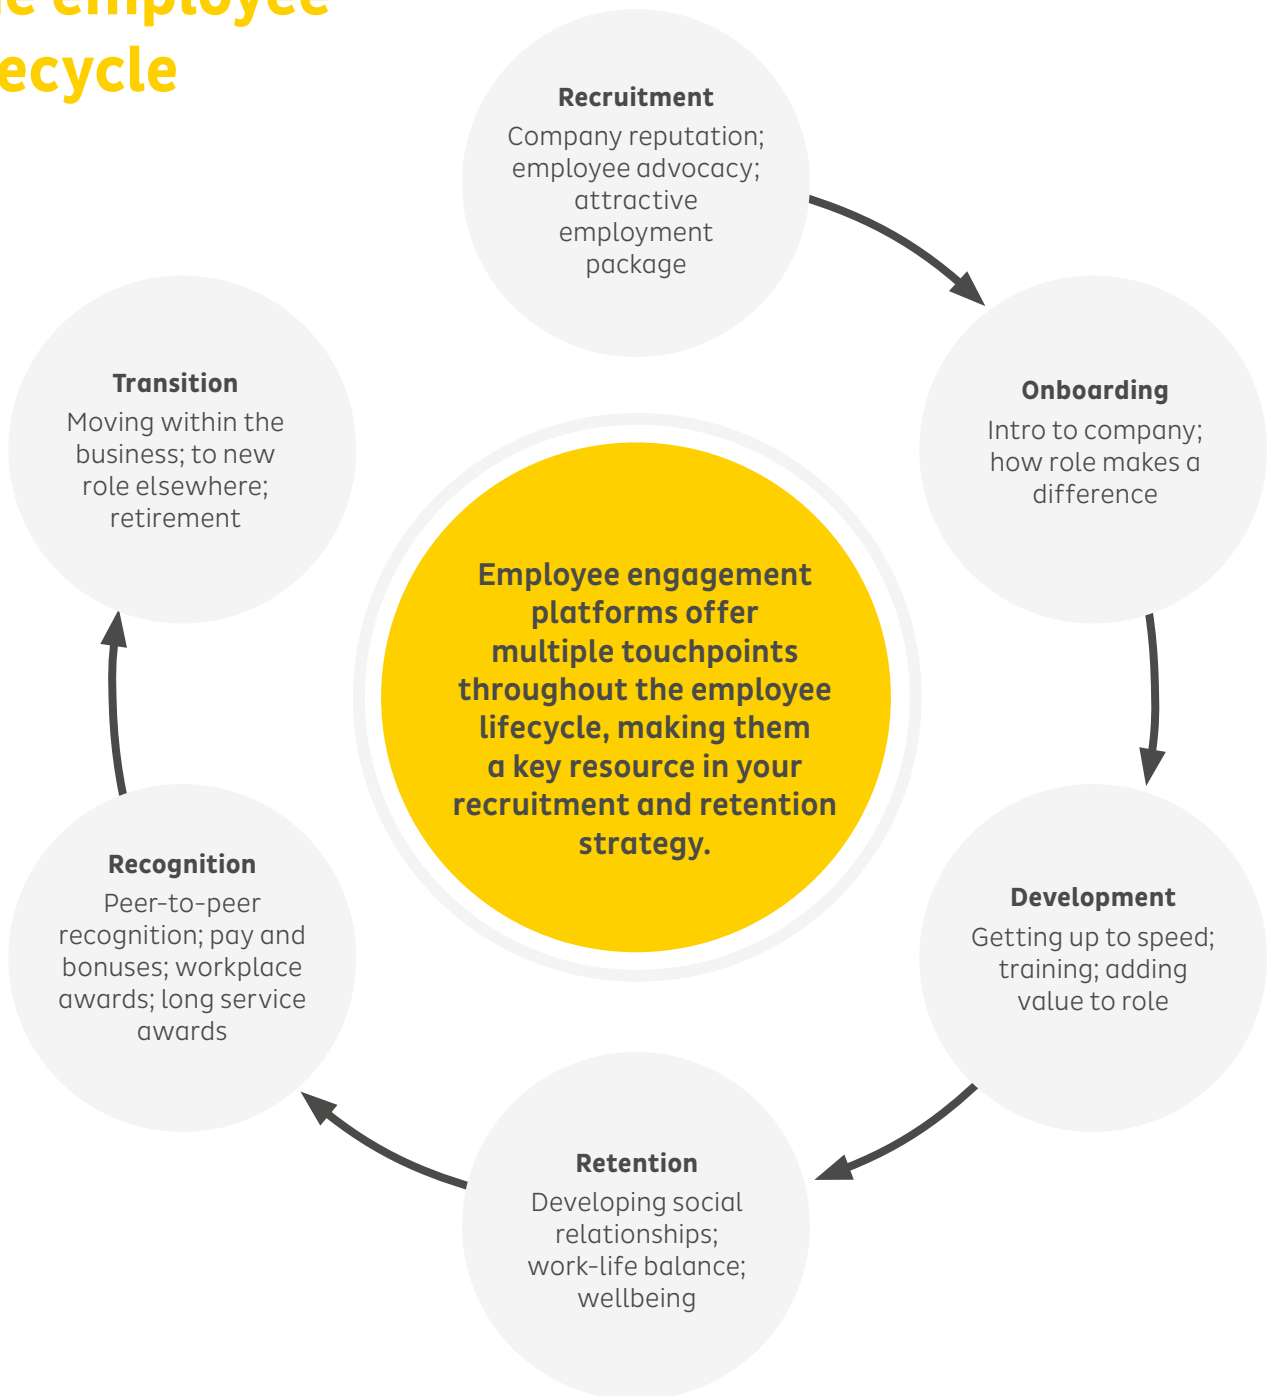 employee
ecycle
Recruitment
Company reputation;
employee advocacy;
attractive
employment
package
Onboarding
Intro to company;
how role makes a
difference
Development
Getting up to speed;
training; adding
value to role
Retention
Developing social
relationships;
work-life balance;
wellbeing
Recognition
Peer-to-peer
recognition; pay and
bonuses; workplace
awards; long service
awards
Transition
Moving within the
business; to new
role elsewhere;
retirement
Employee engagement
platforms offer
multiple touchpoints
throughout the employee
lifecycle, making them
a key resource in your
recruitment and retention
strategy.